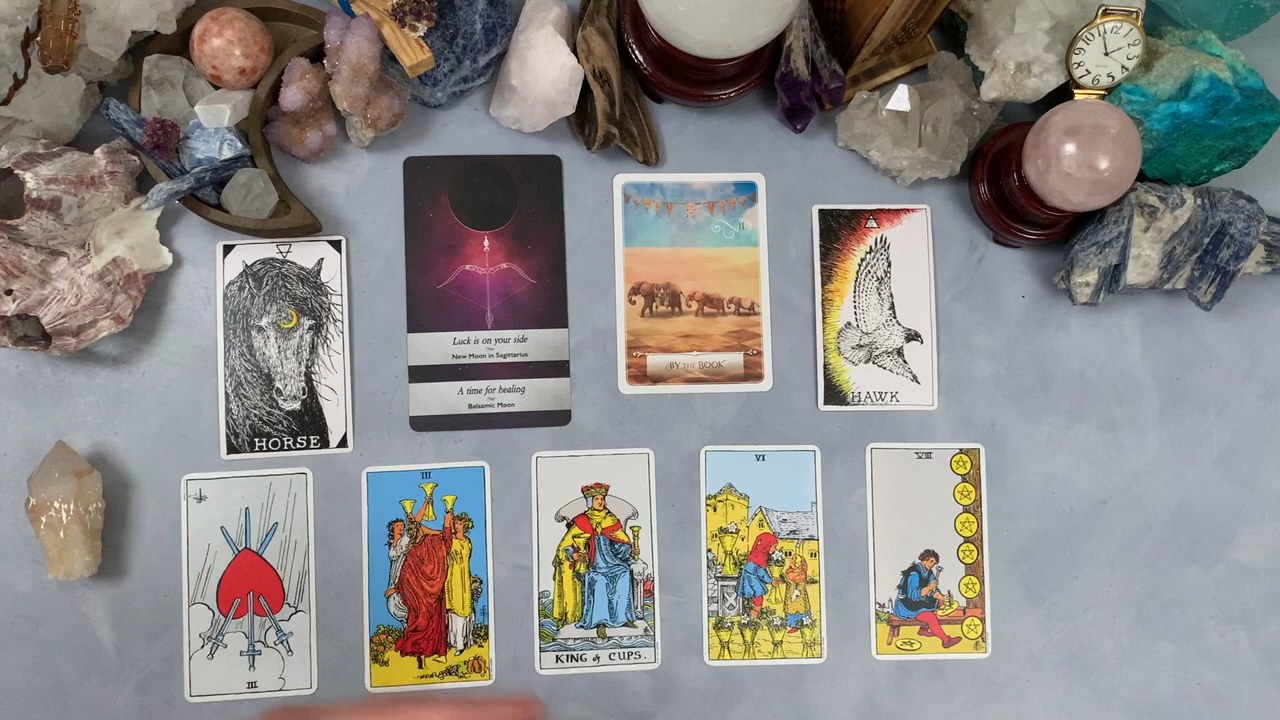 HORSE
Luck is on your side
New Moon in Sagittarius
A time for healing
Balsamic Moon
II
BY THE BOOK
HAWK
III
III
KING of CUPS.
VI
VIII